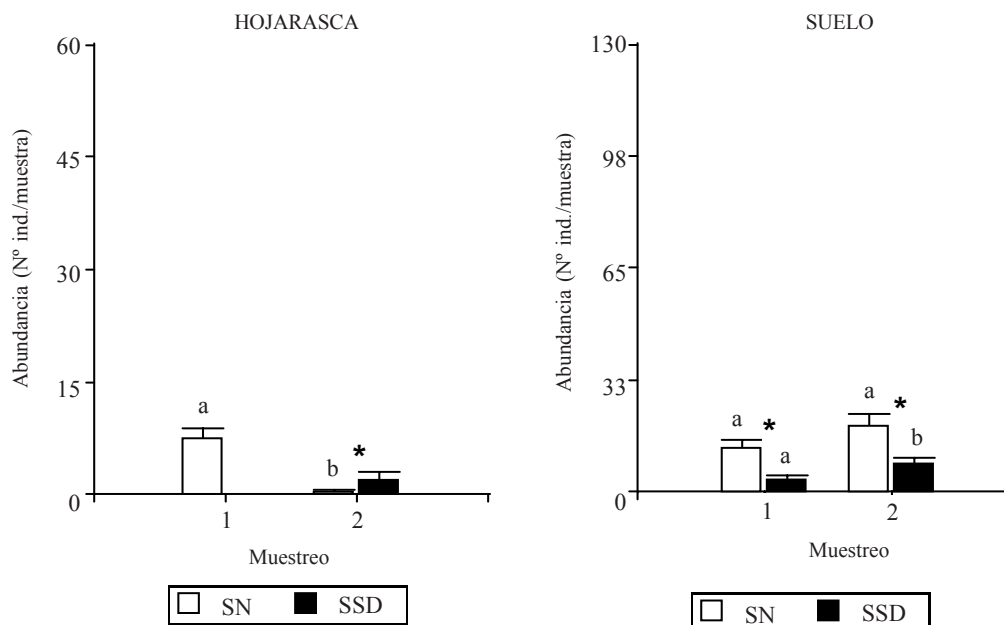 HOJARASCA
60
45
30
15
0
Abundancia (Nº ind./muestra)
a
b
*
1
2
Muestreo
SN
SSD
SUELO
130
98
65
33
0
Abundancia (Nº ind./muestra)
a
*
a
a
*
b
1
2
Muestreo
SN
SSD